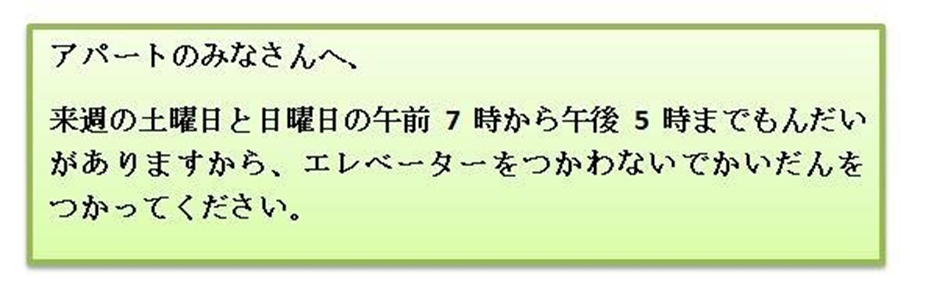 アパートのみなさんへ、
来週の土曜日と日曜日の午前 7 時から午後 5 時までもんだい
がありますから、エレベーターをつかわないでかいだんを
つかってください。